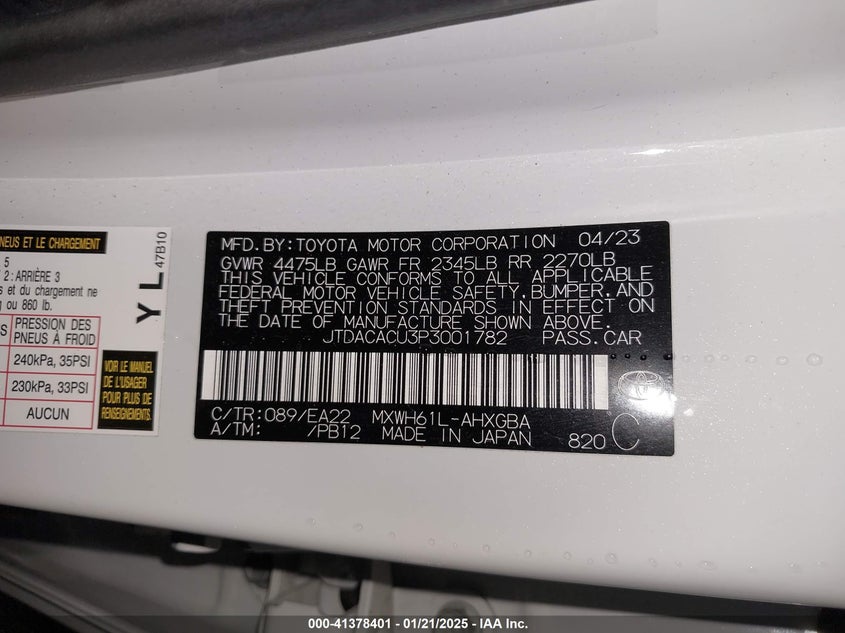 PNEUS ET LE CHARGEMENT
5
2 : ARRIÈRE 3
s et du chargement ne
g ou 860 lb.
S PRESSION DES
PNEUS À FROID
240kPa, 35PSI
230kPa, 33PSI
AUCUN
VOIR LE MANUEL
DE L'USAGER
POUR PLUS DE
RENSEIGNEMENTS.
YL
47B10
MFD.BY:TOYOTA MOTOR CORPORATION 04/23
GVWR 4475LB GAWR FR 2345LB RR 2270LB
THIS VEHICLE CONFORMS TO ALL APPLICABLE
FEDERAL MOTOR VEHICLE SAFETY,BUMPER,AND
THEFT PREVENTION STANDARDS IN EFFECT ON
THE DATE OF MANUFACTURE SHOWN ABOVE.
JTDACACU3P3001782 PASS.CAR
C/TR:089/EA22 MXWH61L-AHXGBA
A/TM: /PB12 MADE IN JAPAN 820 C
000-41378401 / 01/21/2025 - IAA Inc.